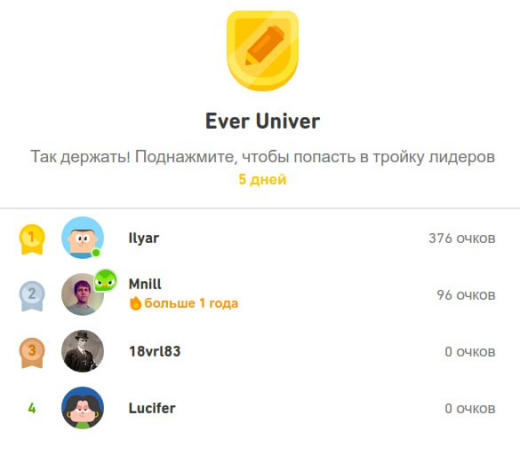 Ever Univer
Так держать! Поднажмите, чтобы попасть в тройку лидеров
5 дней
1 Ilyar 376 очков
2 Mnill 96 очков
больше 1 года
3 18vrl83 0 очков
4 Lucifer 0 очков